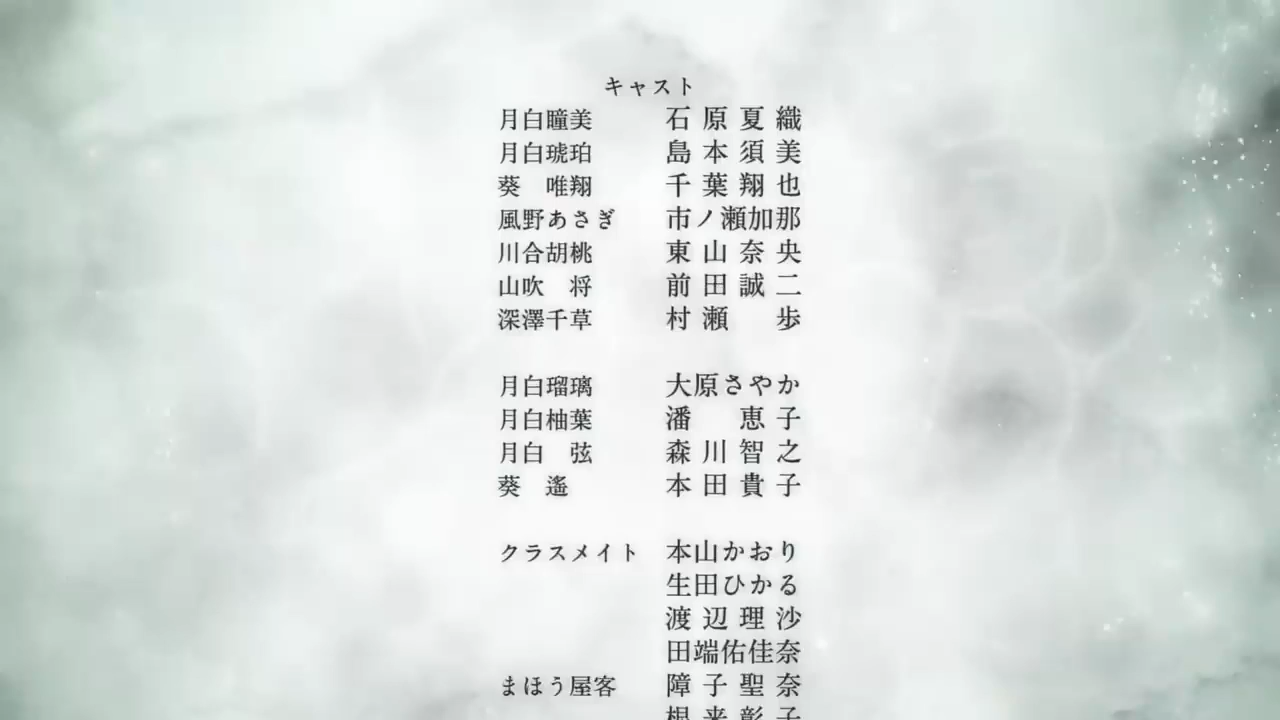 キャスト
月白瞳美 石原夏織
月白琥珀 島本須美
葵 唯翔 千葉翔也
風野あさぎ 市ノ瀬加那
川合胡桃 東山奈央
山吹 将 前田誠二
深澤千草 村瀬 歩
月白瑠璃 大原さやか
月白柚葉 潘 恵子
月白 弦 森川智之
葵 遙 本田貴子
クラスメイト 本山かおり
生田ひかる
渡辺理沙
田端佑佳奈
まほう屋客 障子聖奈
根来彰子